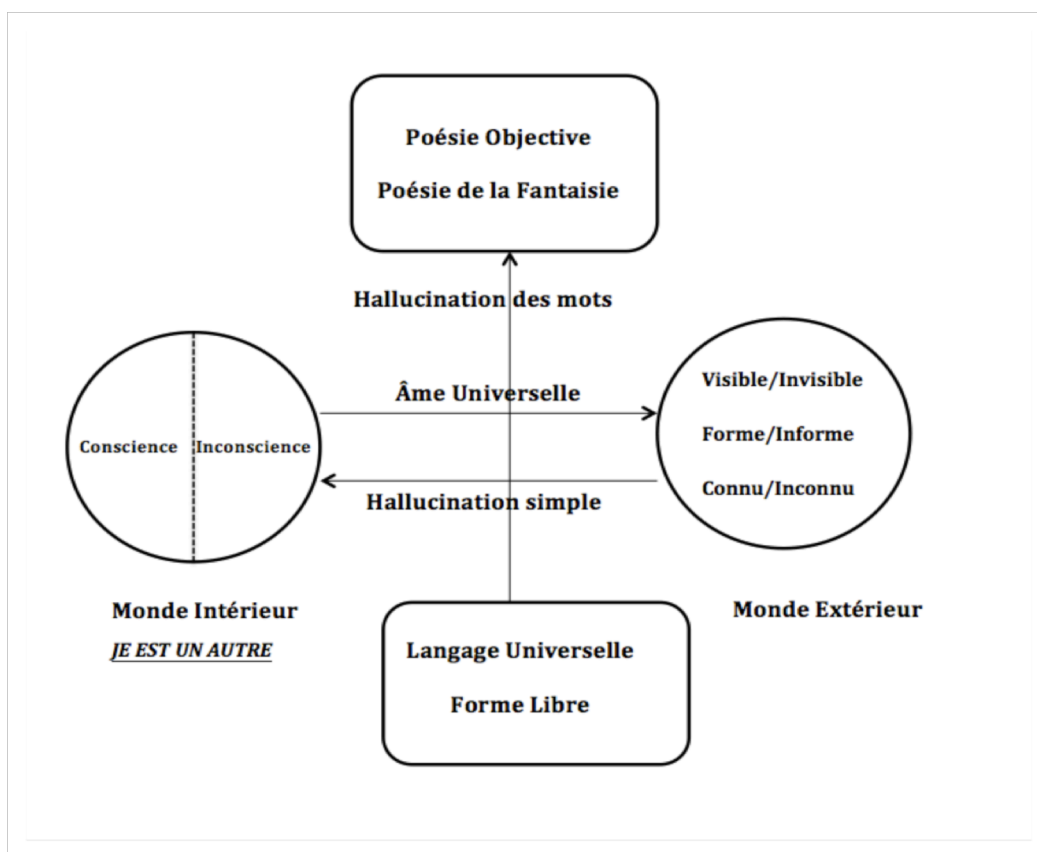 Poésie Objective
Poésie de la Fantaisie
Hallucination des mots
Âme Universelle
Hallucination simple
Conscience
Inconscience
Visible/Invisible
Forme/Informe
Connu/Inconnu
Monde Intérieur
JE EST UN AUTRE
Monde Extérieur
Langage Universelle
Forme Libre